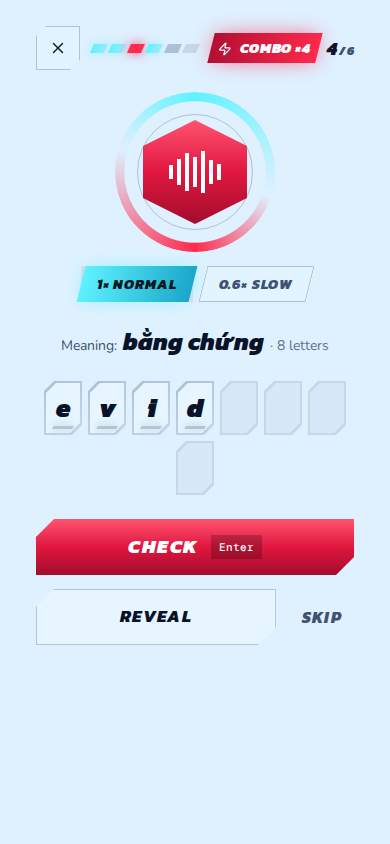 COMBO ×4 4/6
1× NORMAL 0.6× SLOW
Meaning: bằng chứng · 8 letters
e v i d
CHECK Enter
REVEAL SKIP